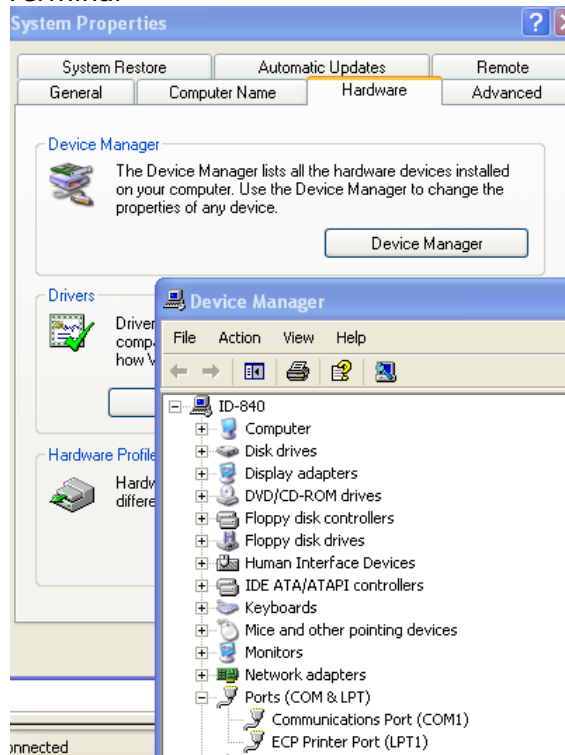 System Properties
System Restore Automatic Updates Remote
General Computer Name Hardware Advanced
Device Manager
The Device Manager lists all the hardware devices installed
on your computer. Use the Device Manager to change the
properties of any device.
Device Manager
Drivers
Device Manager
File Action View Help
ID-840
Computer
Disk drives
Display adapters
DVD/CD-ROM drives
Floppy disk controllers
Floppy disk drives
Human Interface Devices
IDE ATA/ATAPI controllers
Keyboards
Mice and other pointing devices
Monitors
Network adapters
Ports (COM & LPT)
Communications Port (COM1)
ECP Printer Port (LPT1)
how
Hardware Profile